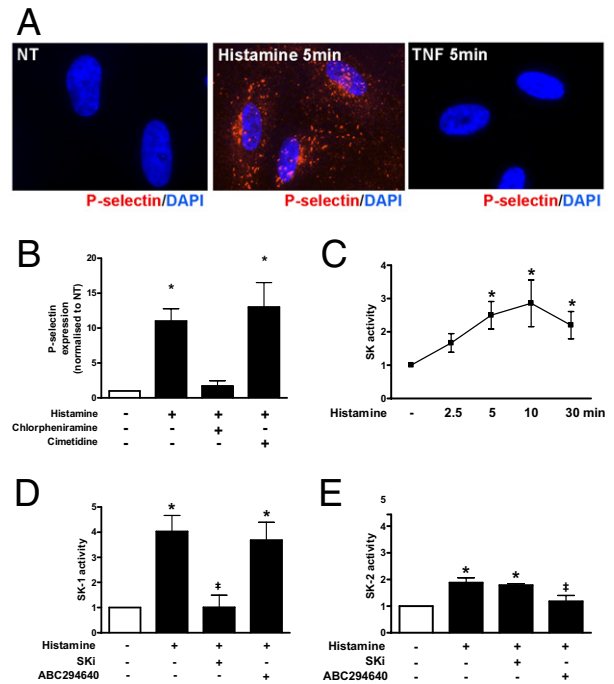 A
NT
Histamine 5min
TNF 5min
P-selectin/DAPI
P-selectin/DAPI
P-selectin/DAPI
B
P-selectin
expression
(normalised to NT)
20
15
10
5
0
* *
Histamine - + + +
Chlorpheniramine - - + -
Cimetidine - - - +
C
SK activity
4
3
2
1
0
* * *
Histamine - 2.5 5 10 30 min
D
SK-1 activity
5
4
3
2
1
0
* ‡ *
Histamine - + + +
SKi - - + -
ABC294640 - - - +
E
SK-2 activity
5
4
3
2
1
0
* * ‡
Histamine - + + +
SKi - - + -
ABC294640 - - - +